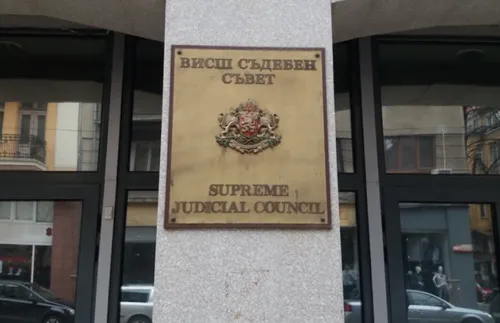 ВИСШ СЪДЕБЕН
СЪВЕТ
SUPREME
JUDICIAL COUNCIL